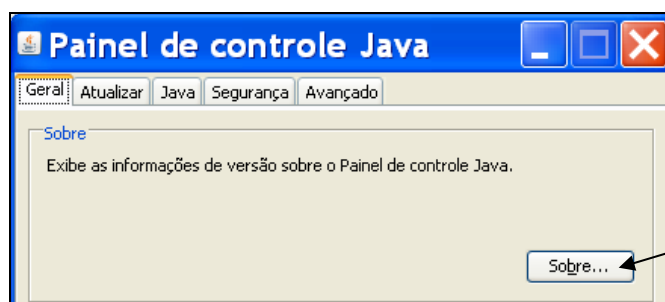 Painel de controle Java
Geral Atualizar Java Segurança Avançado
Sobre
Exibe as informações de versão sobre o Painel de controle Java.
Sobre...